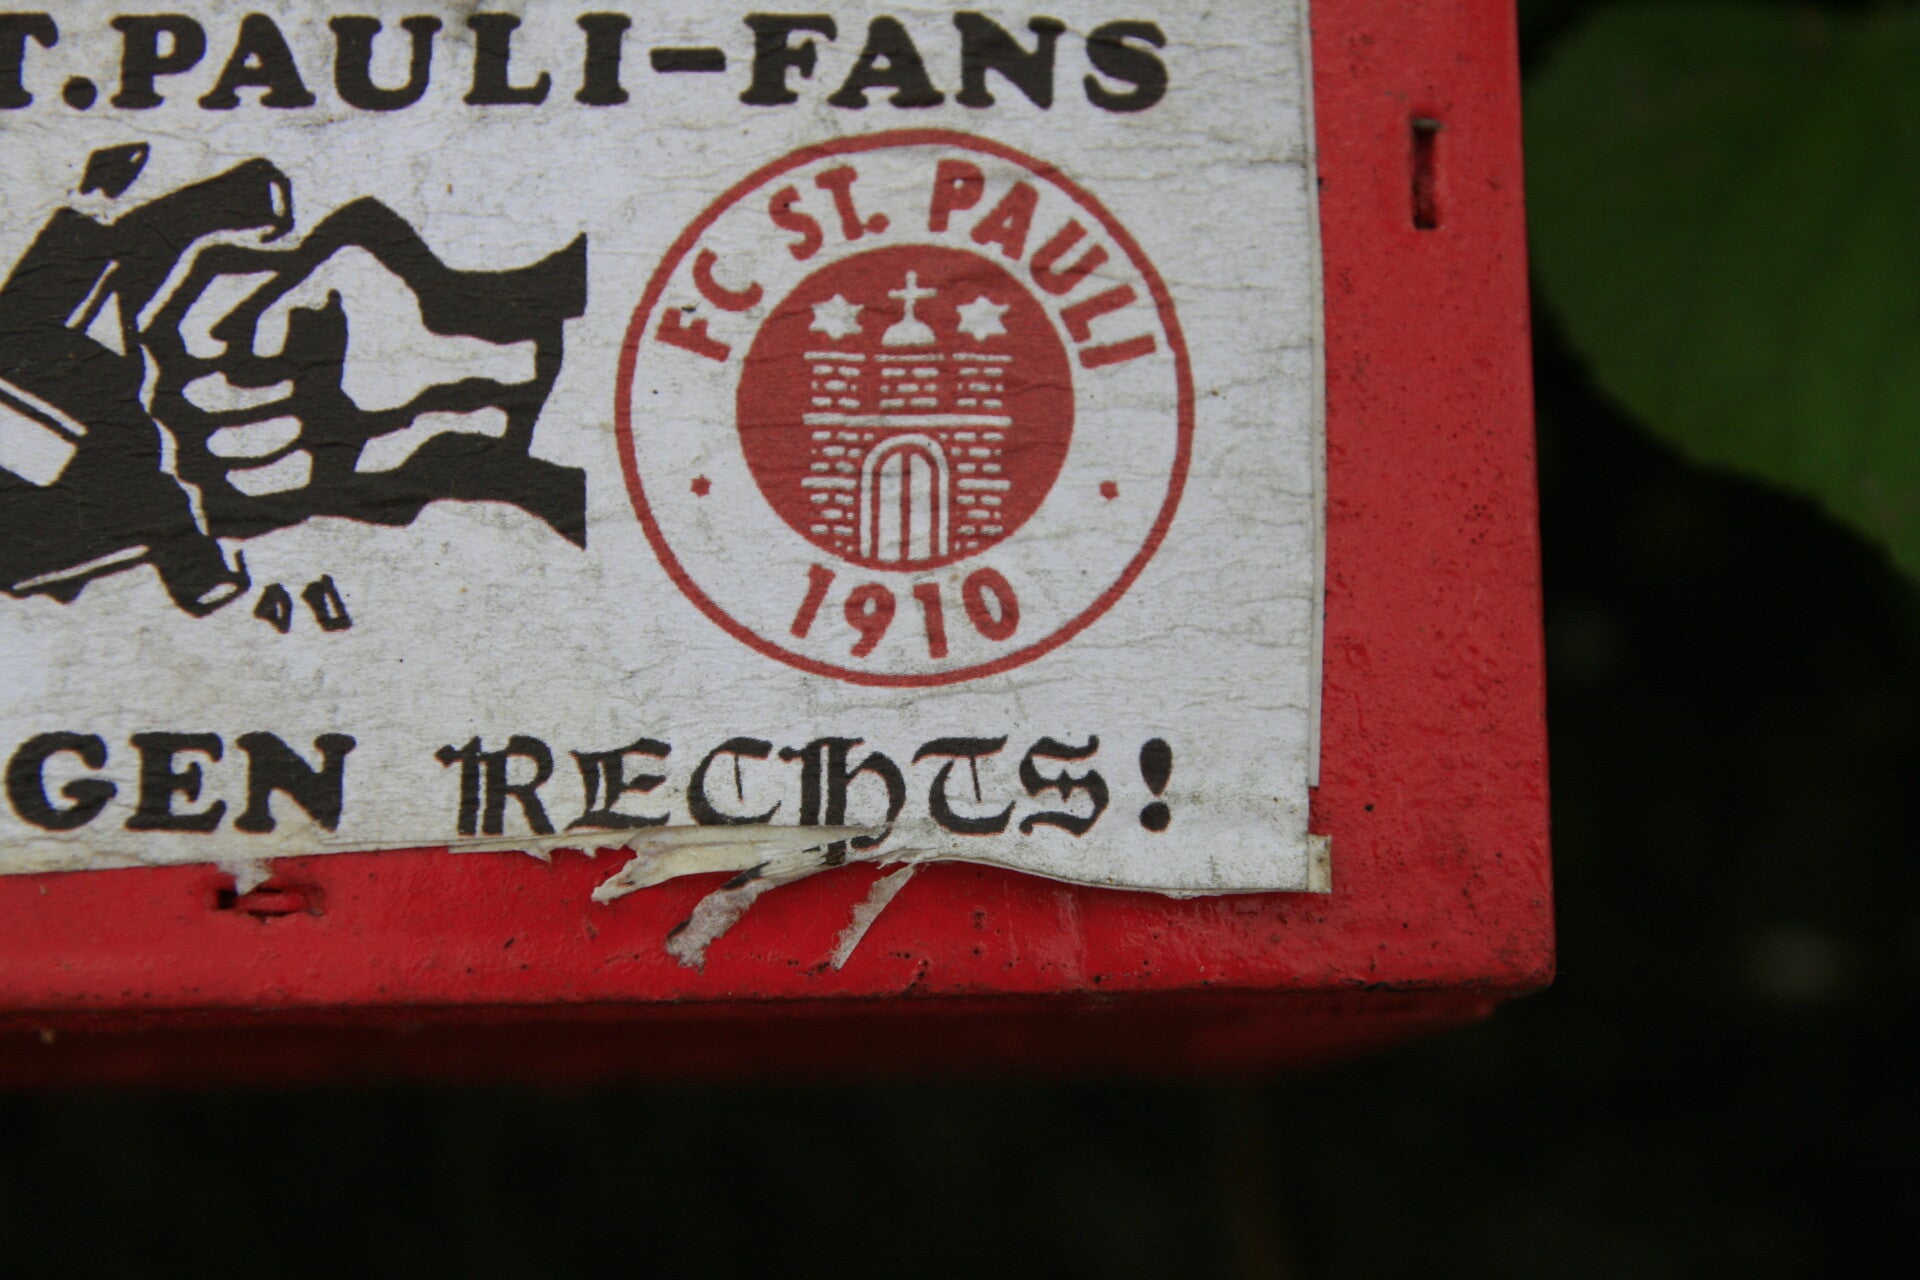 T.PAULI-FANS
FC ST. PAULI
1910
GEN RECHTS!